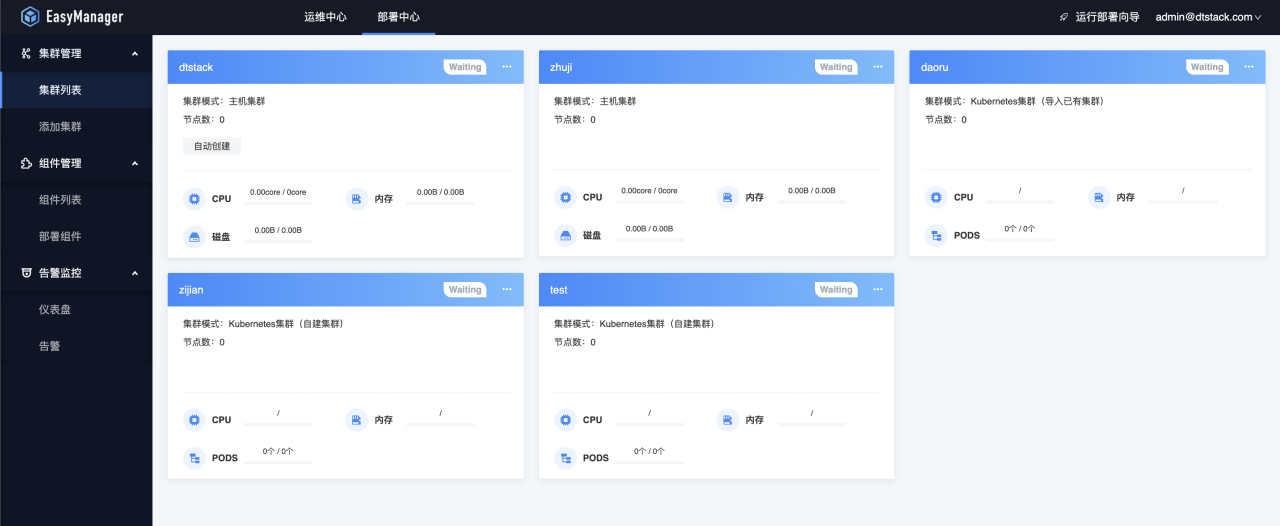 EasyManager
运维中心
部署中心
运行部署向导
admin@dtstack.com
集群管理
集群列表
添加集群
组件管理
组件列表
部署组件
告警监控
仪表盘
告警
dtstack
Waiting
集群模式：主机集群
节点数：0
自动创建
CPU
0.00core / 0core
内存
0.00B / 0.00B
磁盘
0.00B / 0.00B
zhuji
Waiting
集群模式：主机集群
节点数：0
CPU
0.00core / 0core
内存
0.00B / 0.00B
磁盘
0.00B / 0.00B
daoru
Waiting
集群模式：Kubernetes集群（导入已有集群）
节点数：0
CPU
/
内存
/
PODS
0个 / 0个
zijian
Waiting
集群模式：Kubernetes集群（自建集群）
节点数：0
CPU
/
内存
/
PODS
0个 / 0个
test
Waiting
集群模式：Kubernetes集群（自建集群）
节点数：0
CPU
/
内存
/
PODS
0个 / 0个